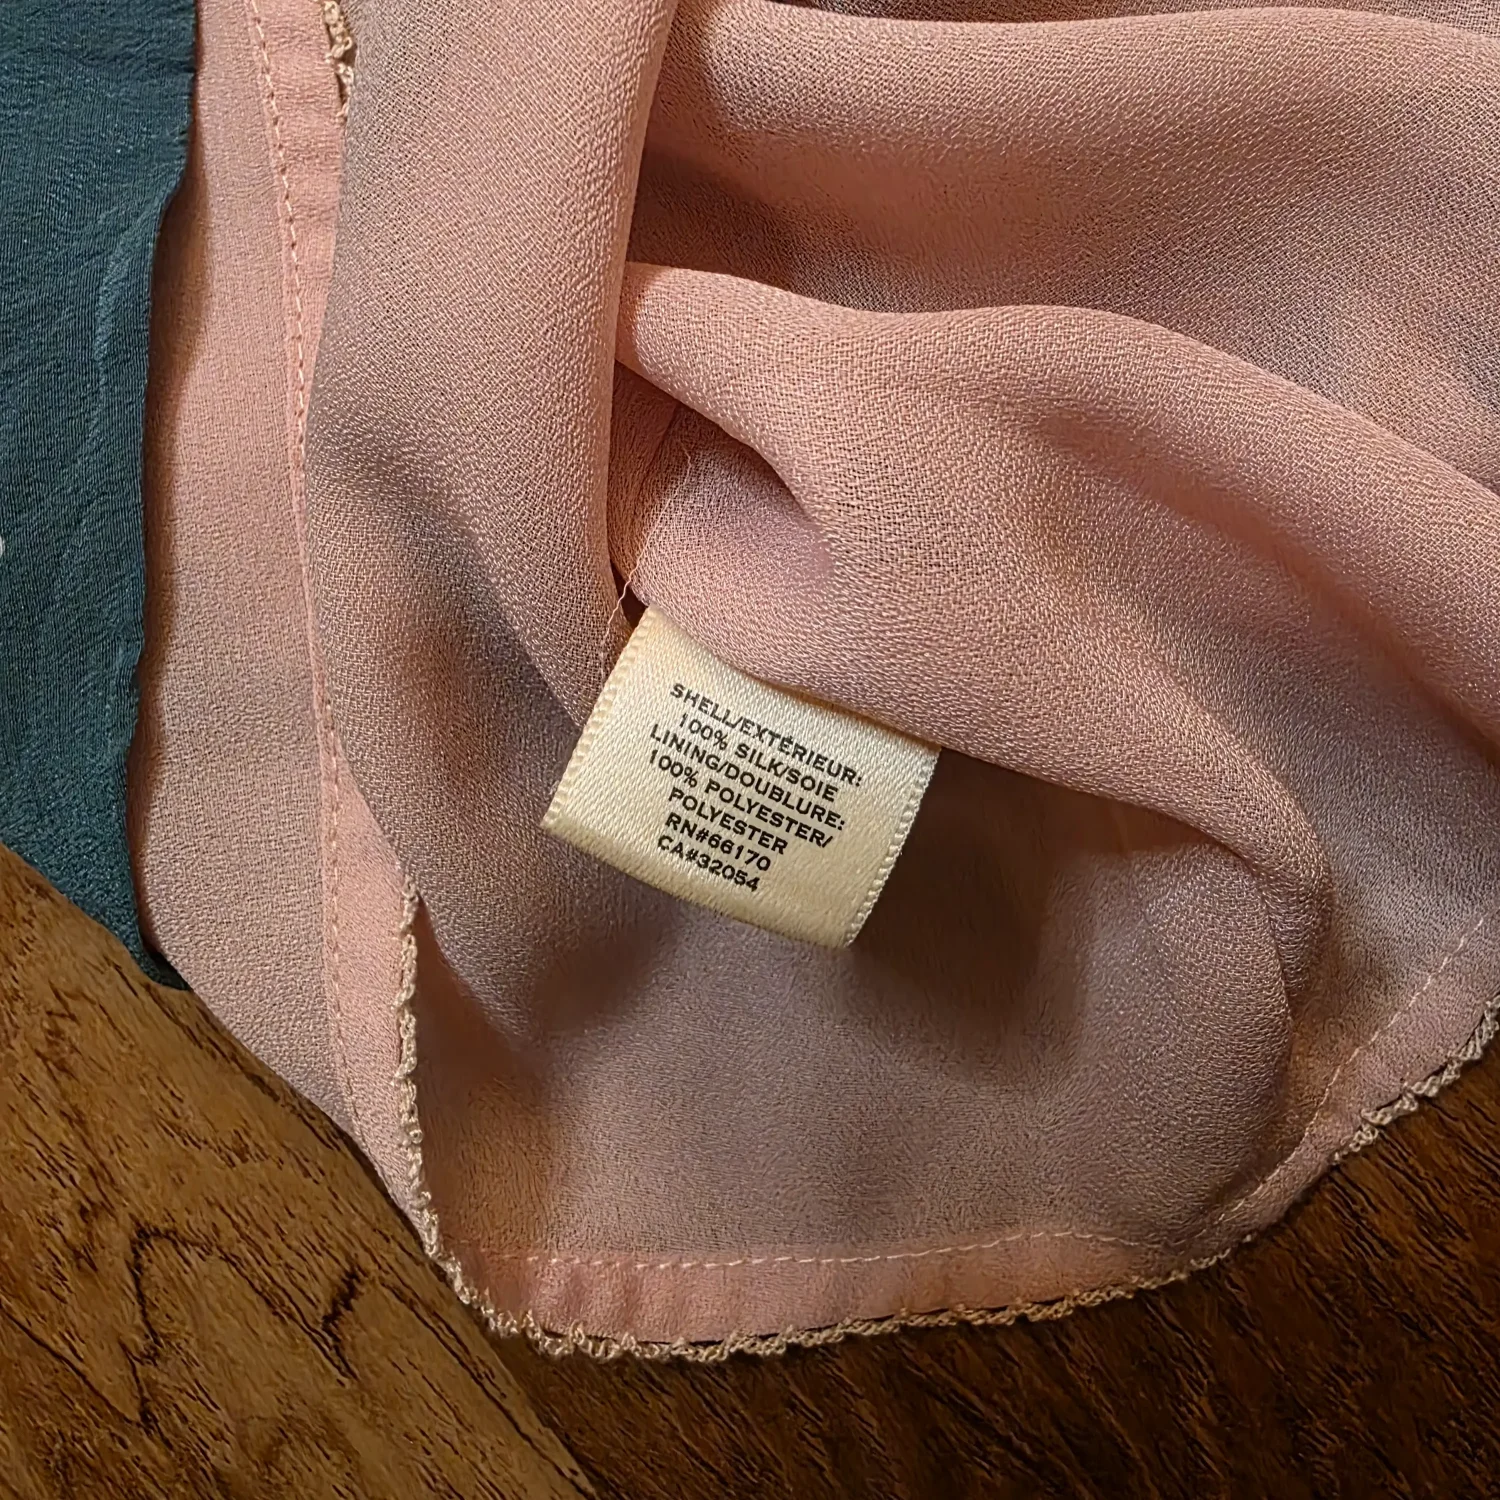 SHELL/EXTÉRIEUR:
100% SILK/SOIE
LINING/DOUBLURE:
100% POLYESTER/
POLYESTER
RN#66170
CA#32054